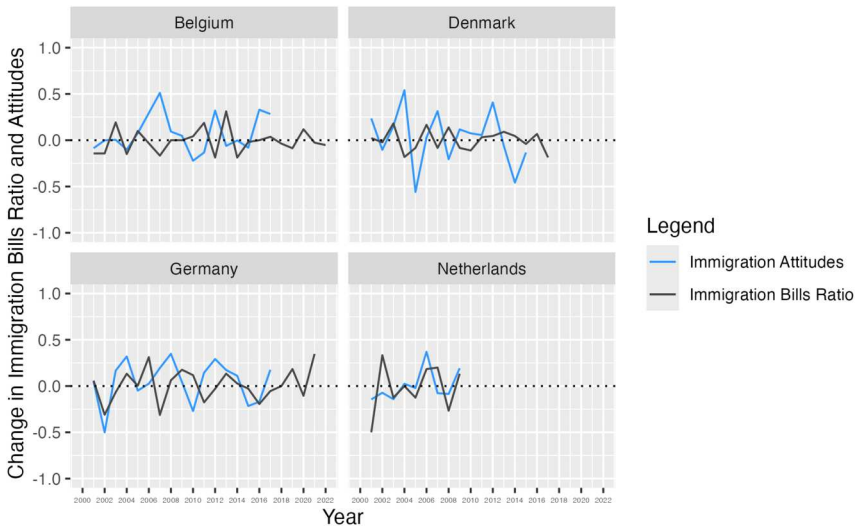 Belgium
Denmark
1.0
0.5
0.0
-0.5
-1.0
Germany
Netherlands
1.0
0.5
0.0
-0.5
-1.0
2000 2002 2004 2006 2008 2010 2012 2014 2016 2018 2020 2022
2000 2002 2004 2006 2008 2010 2012 2014 2016 2018 2020 2022
Year
Change in Immigration Bills Ratio and Attitudes
Legend
Immigration Attitudes
Immigration Bills Ratio